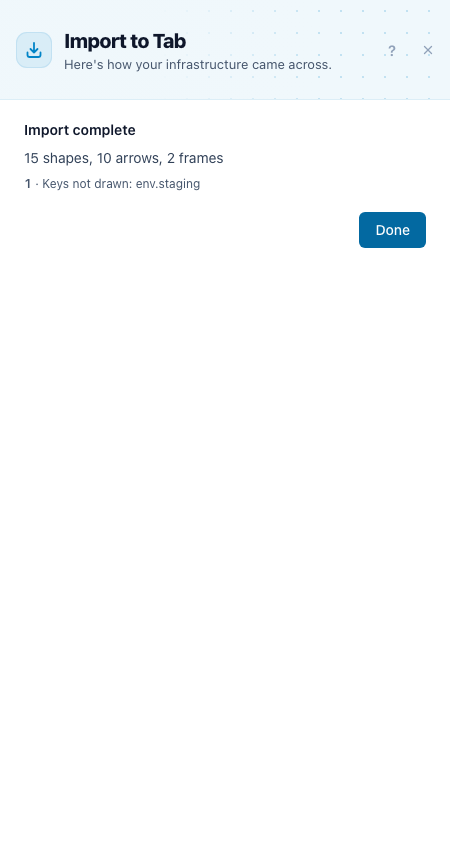 Import to Tab
Here's how your infrastructure came across.
?
×
Import complete
15 shapes, 10 arrows, 2 frames
1 · Keys not drawn: env.staging
Done